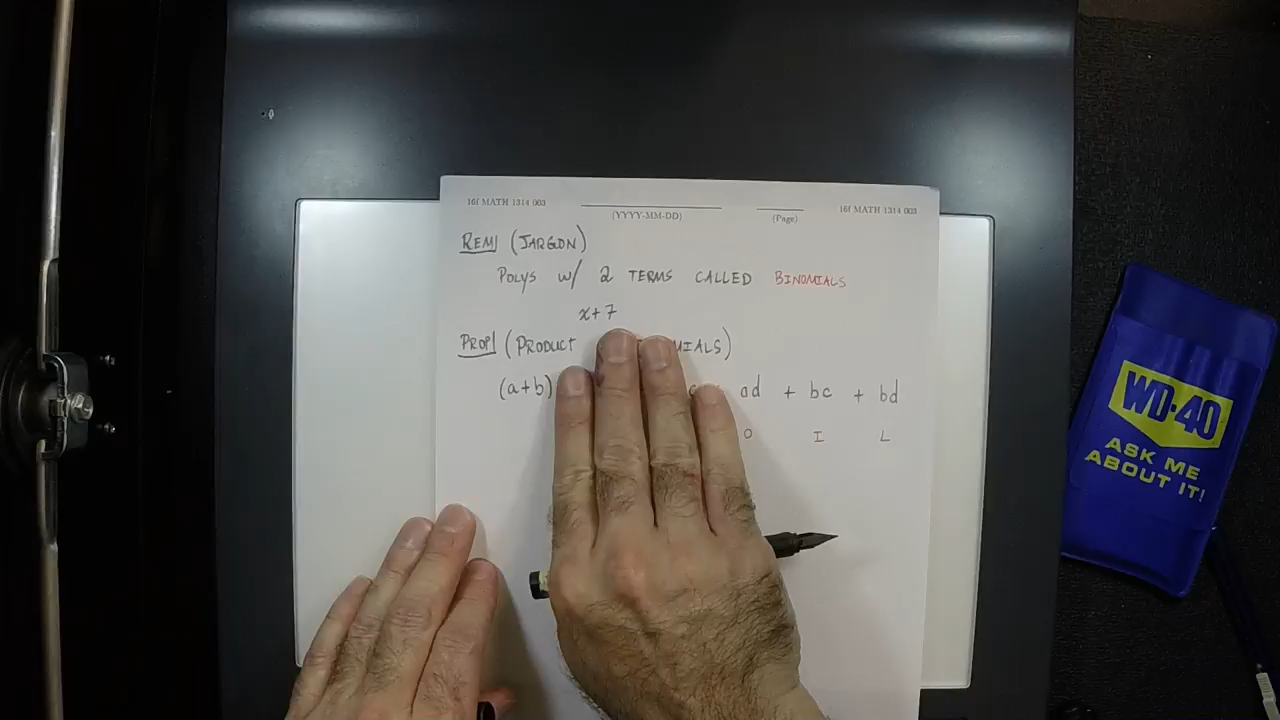 16f MATH 1314 003 (YYYY-MM-DD) (Page) 16f MATH 1314 003
REM (JARGON)
POLYS W/ 2 TERMS CALLED BINOMIALS
x+7
PROP (PRODUCT MIALS)
(a+b) ad + bc + bd
O I L
WD-40
ASK ME
ABOUT IT!